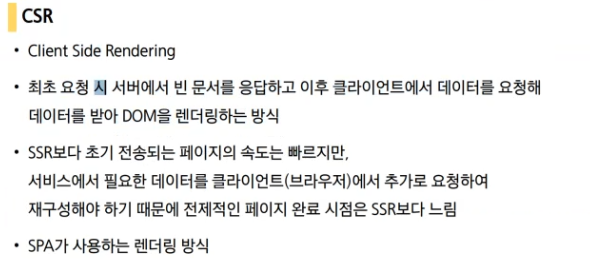 CSR
• Client Side Rendering
• 최초 요청 시 서버에서 빈 문서를 응답하고 이후 클라이언트에서 데이터를 요청해
데이터를 받아 DOM을 렌더링하는 방식
• SSR보다 초기 전송되는 페이지의 속도는 빠르지만,
서비스에서 필요한 데이터를 클라이언트(브라우저)에서 추가로 요청하여
재구성해야 하기 때문에 전제적인 페이지 완료 시점은 SSR보다 느림
• SPA가 사용하는 렌더링 방식